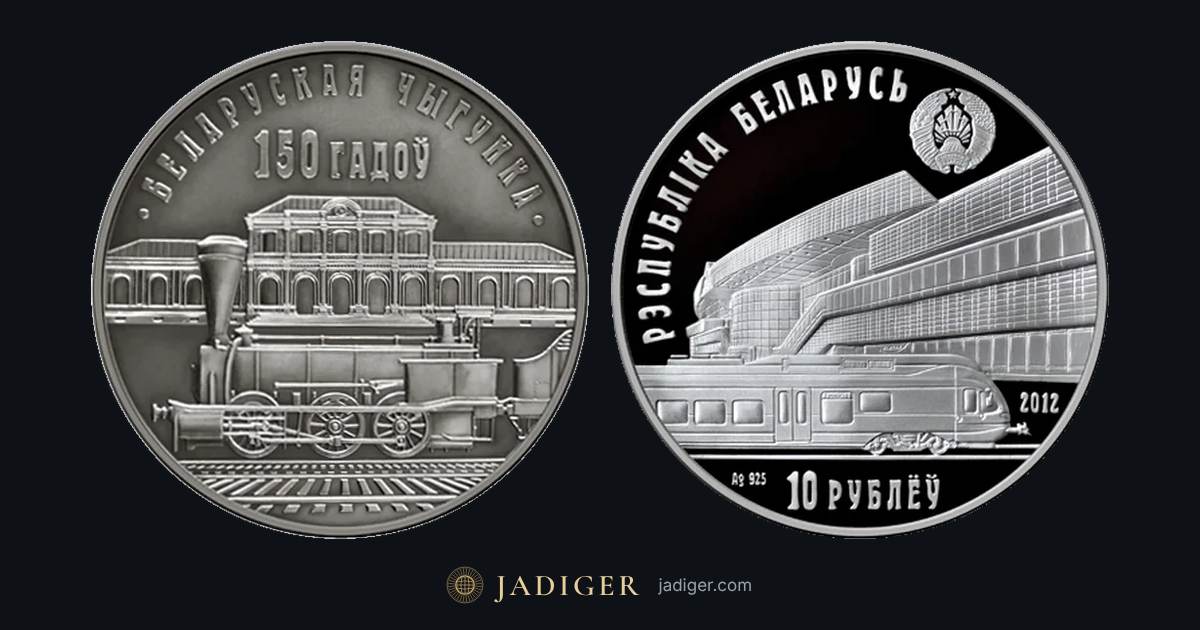 БЕЛАРУСКАЯ ЧЫГУНКА
150 ГАДОЎ
РЭСПУБЛІКА БЕЛАРУСЬ
2012
Ag 925
10 РУБЛЁЎ
JADIGER jadiger.com